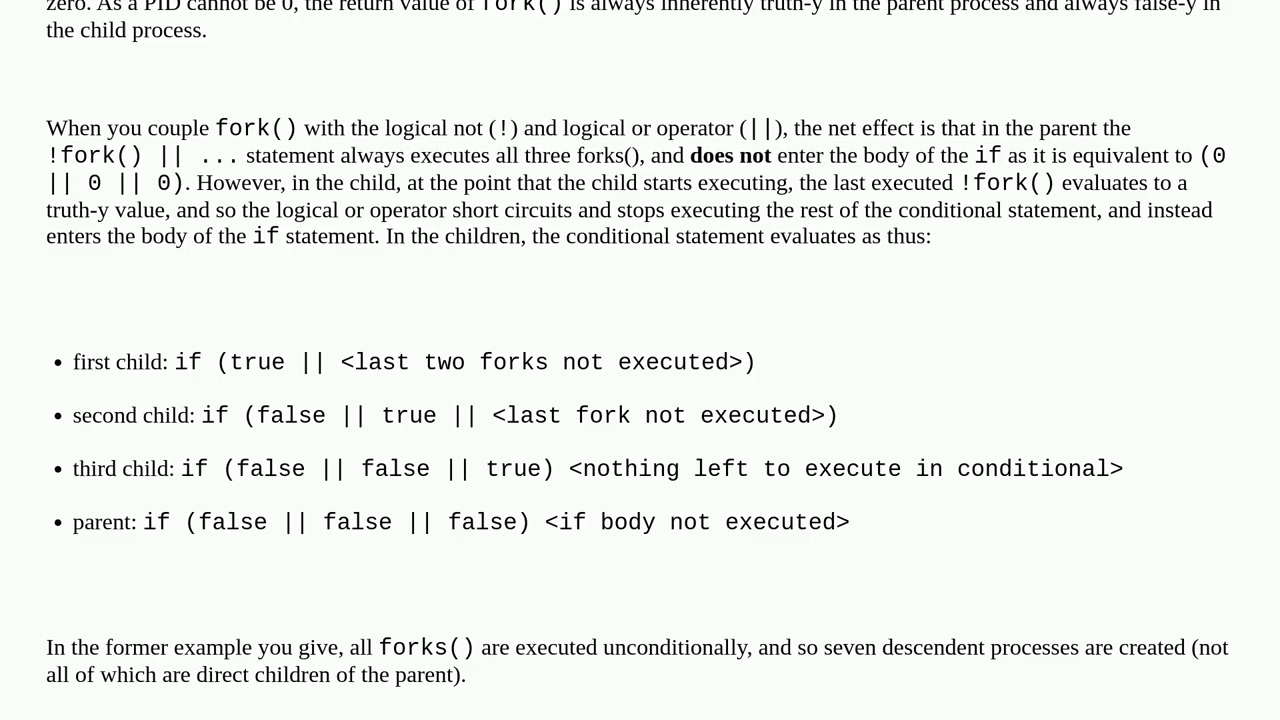 zero. As a PID cannot be 0, the return value of fork() is always inherently truth-y in the parent process and always false-y in
the child process.
When you couple fork() with the logical not (!) and logical or operator (||), the net effect is that in the parent the
!fork() || ... statement always executes all three forks(), and does not enter the body of the if as it is equivalent to (0
|| 0 || 0). However, in the child, at the point that the child starts executing, the last executed !fork() evaluates to a
truth-y value, and so the logical or operator short circuits and stops executing the rest of the conditional statement, and instead
enters the body of the if statement. In the children, the conditional statement evaluates as thus:
• first child: if (true || <last two forks not executed>)
• second child: if (false || true || <last fork not executed>)
• third child: if (false || false || true) <nothing left to execute in conditional>
• parent: if (false || false || false) <if body not executed>
In the former example you give, all forks() are executed unconditionally, and so seven descendent processes are created (not
all of which are direct children of the parent).